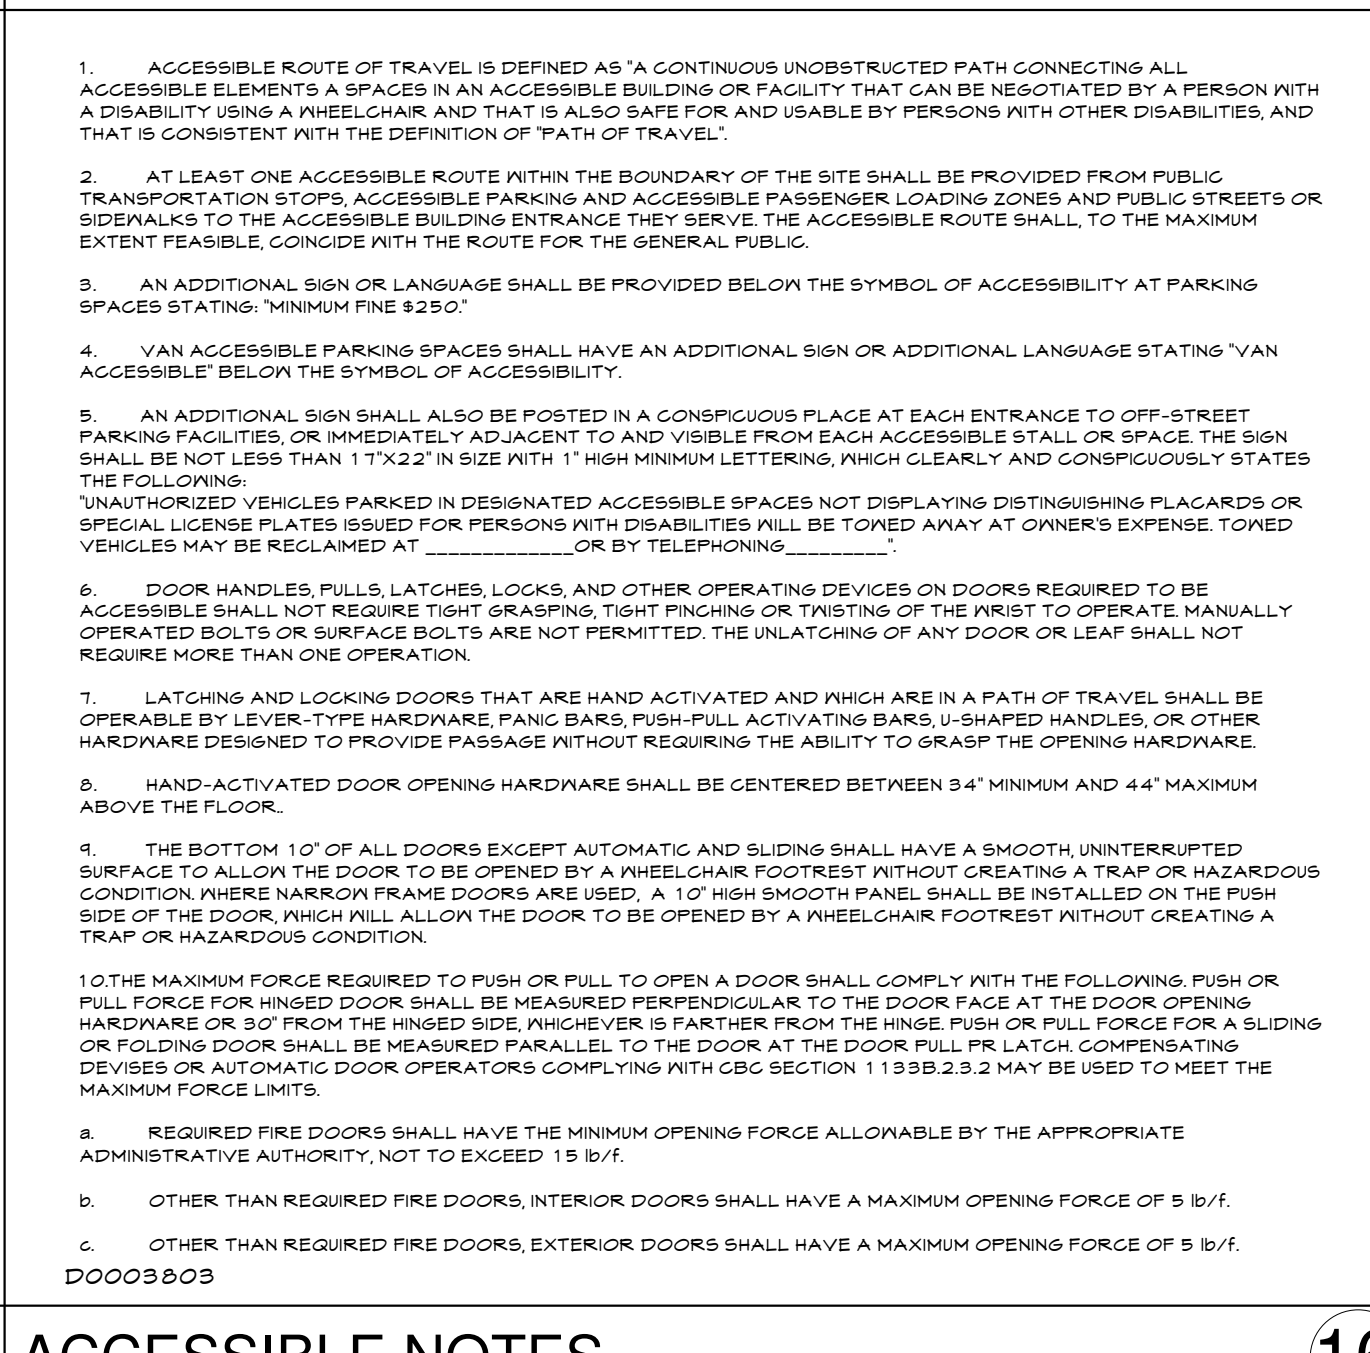 1. ACCESSIBLE ROUTE OF TRAVEL IS DEFINED AS "A CONTINUOUS UNOBSTRUCTED PATH CONNECTING ALL
ACCESSIBLE ELEMENTS A SPACES IN AN ACCESSIBLE BUILDING OR FACILITY THAT CAN BE NEGOTIATED BY A PERSON WITH
A DISABILITY USING A WHEELCHAIR AND THAT IS ALSO SAFE FOR AND USABLE BY PERSONS WITH OTHER DISABILITIES, AND
THAT IS CONSISTENT WITH THE DEFINITION OF "PATH OF TRAVEL".
2. AT LEAST ONE ACCESSIBLE ROUTE WITHIN THE BOUNDARY OF THE SITE SHALL BE PROVIDED FROM PUBLIC
TRANSPORTATION STOPS, ACCESSIBLE PARKING AND ACCESSIBLE PASSENGER LOADING ZONES AND PUBLIC STREETS OR
SIDEWALKS TO THE ACCESSIBLE BUILDING ENTRANCE THEY SERVE. THE ACCESSIBLE ROUTE SHALL, TO THE MAXIMUM
EXTENT FEASIBLE, COINCIDE WITH THE ROUTE FOR THE GENERAL PUBLIC.
3. AN ADDITIONAL SIGN OR LANGUAGE SHALL BE PROVIDED BELOW THE SYMBOL OF ACCESSIBILITY AT PARKING
SPACES STATING: "MINIMUM FINE $250."
4. VAN ACCESSIBLE PARKING SPACES SHALL HAVE AN ADDITIONAL SIGN OR ADDITIONAL LANGUAGE STATING "VAN
ACCESSIBLE" BELOW THE SYMBOL OF ACCESSIBILITY.
5. AN ADDITIONAL SIGN SHALL ALSO BE POSTED IN A CONSPICUOUS PLACE AT EACH ENTRANCE TO OFF-STREET
PARKING FACILITIES, OR IMMEDIATELY ADJACENT TO AND VISIBLE FROM EACH ACCESSIBLE STALL OR SPACE. THE SIGN
SHALL BE NOT LESS THAN 17"X22" IN SIZE WITH 1" HIGH MINIMUM LETTERING, WHICH CLEARLY AND CONSPICUOUSLY STATES
THE FOLLOWING:
"UNAUTHORIZED VEHICLES PARKED IN DESIGNATED ACCESSIBLE SPACES NOT DISPLAYING DISTINGUISHING PLACARDS OR
SPECIAL LICENSE PLATES ISSUED FOR PERSONS WITH DISABILITIES WILL BE TOWED AWAY AT OWNER'S EXPENSE. TOWED
VEHICLES MAY BE RECLAIMED AT _____________OR BY TELEPHONING_________".
6. DOOR HANDLES, PULLS, LATCHES, LOCKS, AND OTHER OPERATING DEVICES ON DOORS REQUIRED TO BE
ACCESSIBLE SHALL NOT REQUIRE TIGHT GRASPING, TIGHT PINCHING OR TWISTING OF THE WRIST TO OPERATE. MANUALLY
OPERATED BOLTS OR SURFACE BOLTS ARE NOT PERMITTED. THE UNLATCHING OF ANY DOOR OR LEAF SHALL NOT
REQUIRE MORE THAN ONE OPERATION.
7. LATCHING AND LOCKING DOORS THAT ARE HAND ACTIVATED AND WHICH ARE IN A PATH OF TRAVEL SHALL BE
OPERABLE BY LEVER-TYPE HARDWARE, PANIC BARS, PUSH-PULL ACTIVATING BARS, U-SHAPED HANDLES, OR OTHER
HARDWARE DESIGNED TO PROVIDE PASSAGE WITHOUT REQUIRING THE ABILITY TO GRASP THE OPENING HARDWARE.
8. HAND-ACTIVATED DOOR OPENING HARDWARE SHALL BE CENTERED BETWEEN 34" MINIMUM AND 44" MAXIMUM
ABOVE THE FLOOR..
9. THE BOTTOM 10" OF ALL DOORS EXCEPT AUTOMATIC AND SLIDING SHALL HAVE A SMOOTH, UNINTERRUPTED
SURFACE TO ALLOW THE DOOR TO BE OPENED BY A WHEELCHAIR FOOTREST WITHOUT CREATING A TRAP OR HAZARDOUS
CONDITION. WHERE NARROW FRAME DOORS ARE USED, A 10" HIGH SMOOTH PANEL SHALL BE INSTALLED ON THE PUSH
SIDE OF THE DOOR, WHICH WILL ALLOW THE DOOR TO BE OPENED BY A WHEELCHAIR FOOTREST WITHOUT CREATING A
TRAP OR HAZARDOUS CONDITION.
10.THE MAXIMUM FORCE REQUIRED TO PUSH OR PULL TO OPEN A DOOR SHALL COMPLY WITH THE FOLLOWING. PUSH OR
PULL FORCE FOR HINGED DOOR SHALL BE MEASURED PERPENDICULAR TO THE DOOR FACE AT THE DOOR OPENING
HARDWARE OR 30" FROM THE HINGED SIDE, WHICHEVER IS FARTHER FROM THE HINGE. PUSH OR PULL FORCE FOR A SLIDING
OR FOLDING DOOR SHALL BE MEASURED PARALLEL TO THE DOOR AT THE DOOR PULL PR LATCH. COMPENSATING
DEVISES OR AUTOMATIC DOOR OPERATORS COMPLYING WITH CBC SECTION 1133B.2.3.2 MAY BE USED TO MEET THE
MAXIMUM FORCE LIMITS.
a. REQUIRED FIRE DOORS SHALL HAVE THE MINIMUM OPENING FORCE ALLOWABLE BY THE APPROPRIATE
ADMINISTRATIVE AUTHORITY, NOT TO EXCEED 15 lb/f.
b. OTHER THAN REQUIRED FIRE DOORS, INTERIOR DOORS SHALL HAVE A MAXIMUM OPENING FORCE OF 5 lb/f.
c. OTHER THAN REQUIRED FIRE DOORS, EXTERIOR DOORS SHALL HAVE A MAXIMUM OPENING FORCE OF 5 lb/f.
D0003803
ACCESSIBLE NOTES